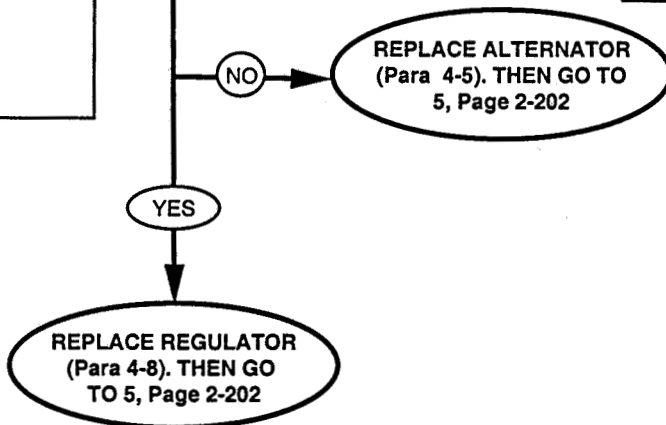 NO
REPLACE ALTERNATOR
(Para 4-5). THEN GO TO
5, Page 2-202
YES
REPLACE REGULATOR
(Para 4-8). THEN GO
TO 5, Page 2-202